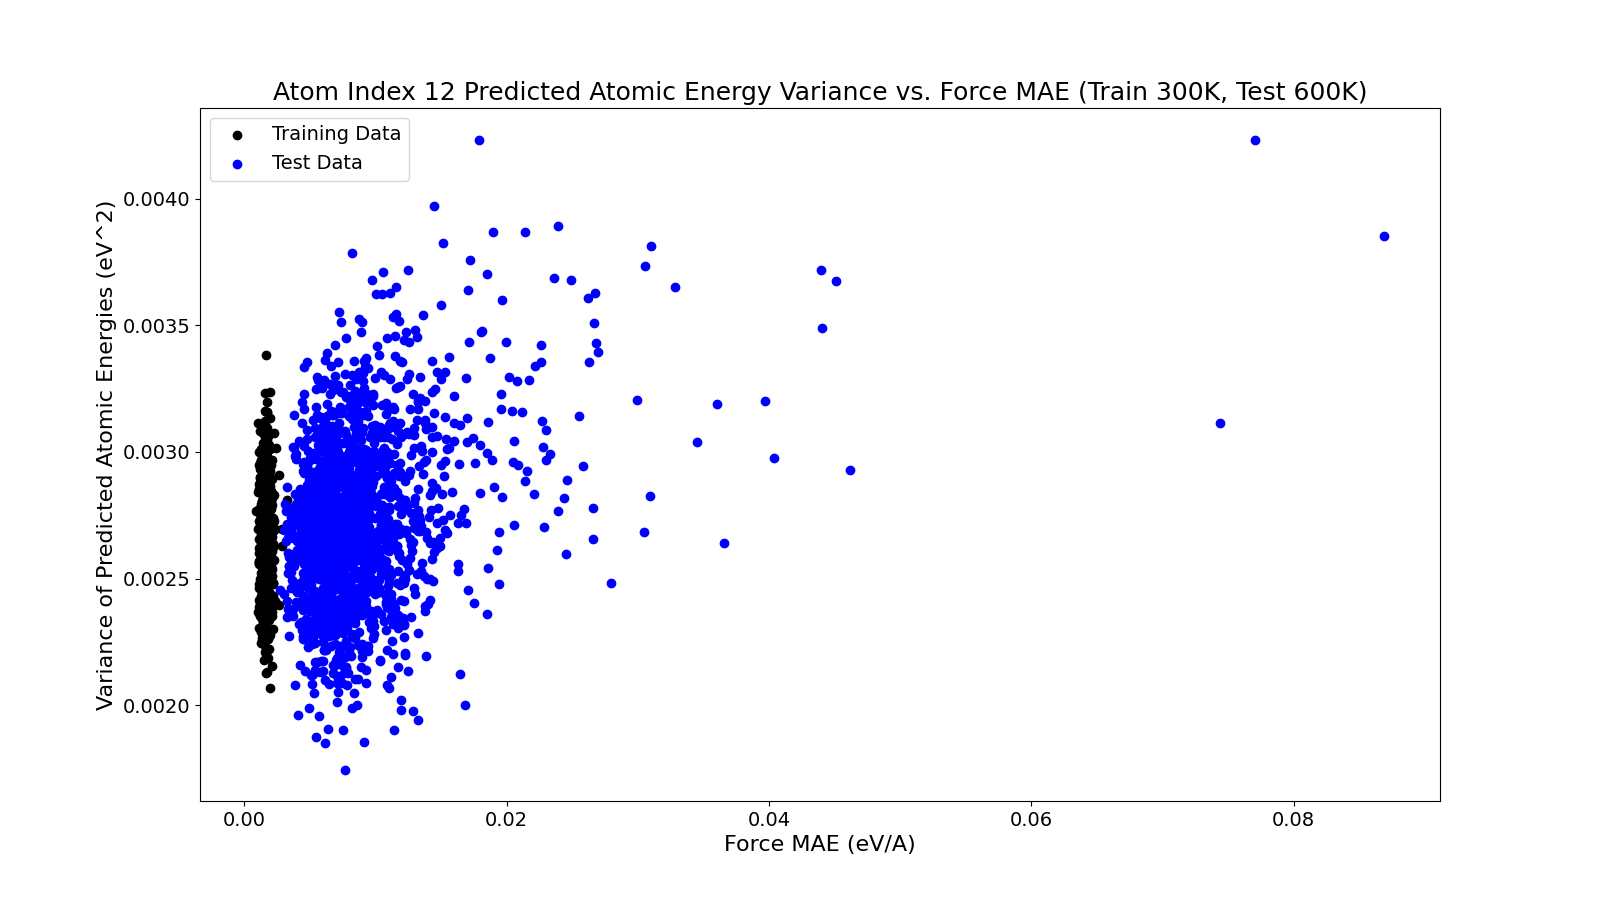 Atom Index 12 Predicted Atomic Energy Variance vs. Force MAE (Train 300K, Test 600K)
Training Data
Test Data
Variance of Predicted Atomic Energies (eV^2)
0.0040
0.0035
0.0030
0.0025
0.0020
0.00
0.02
0.04
0.06
0.08
Force MAE (eV/A)